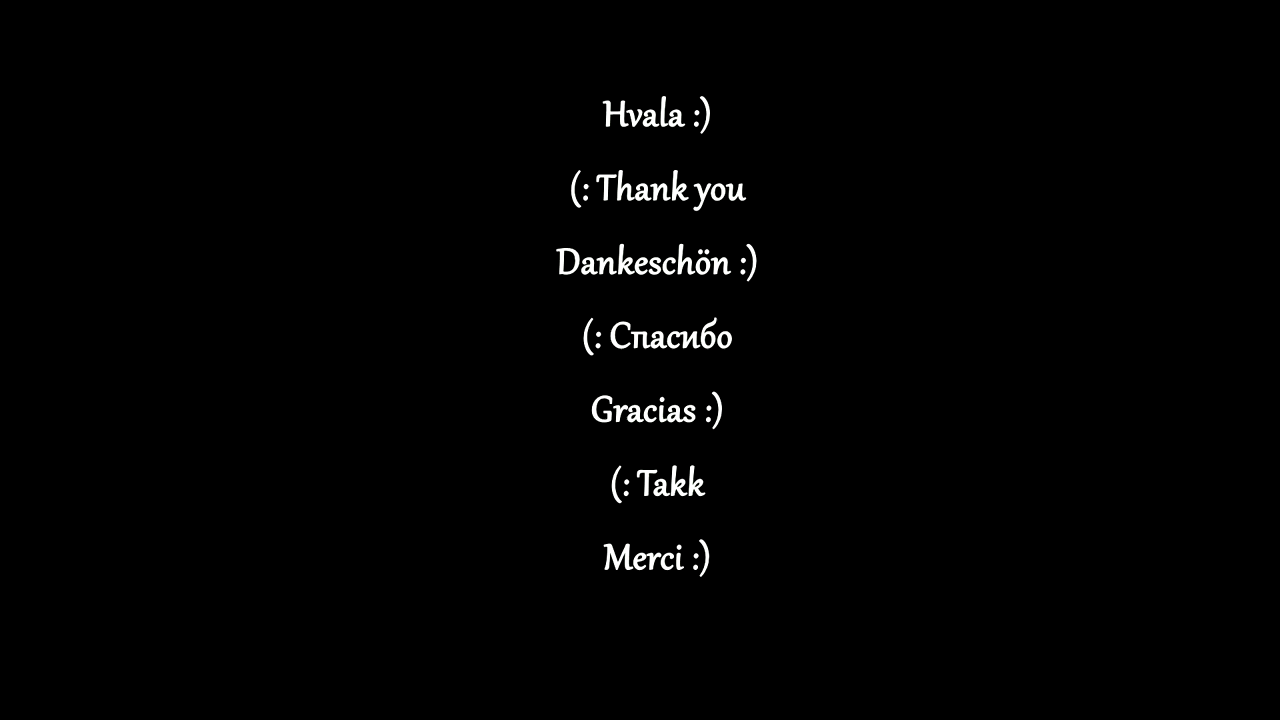 Hvala :)
(: Thank you
Dankeschön :)
(: Спасибо
Gracias :)
(: Takk
Merci :)